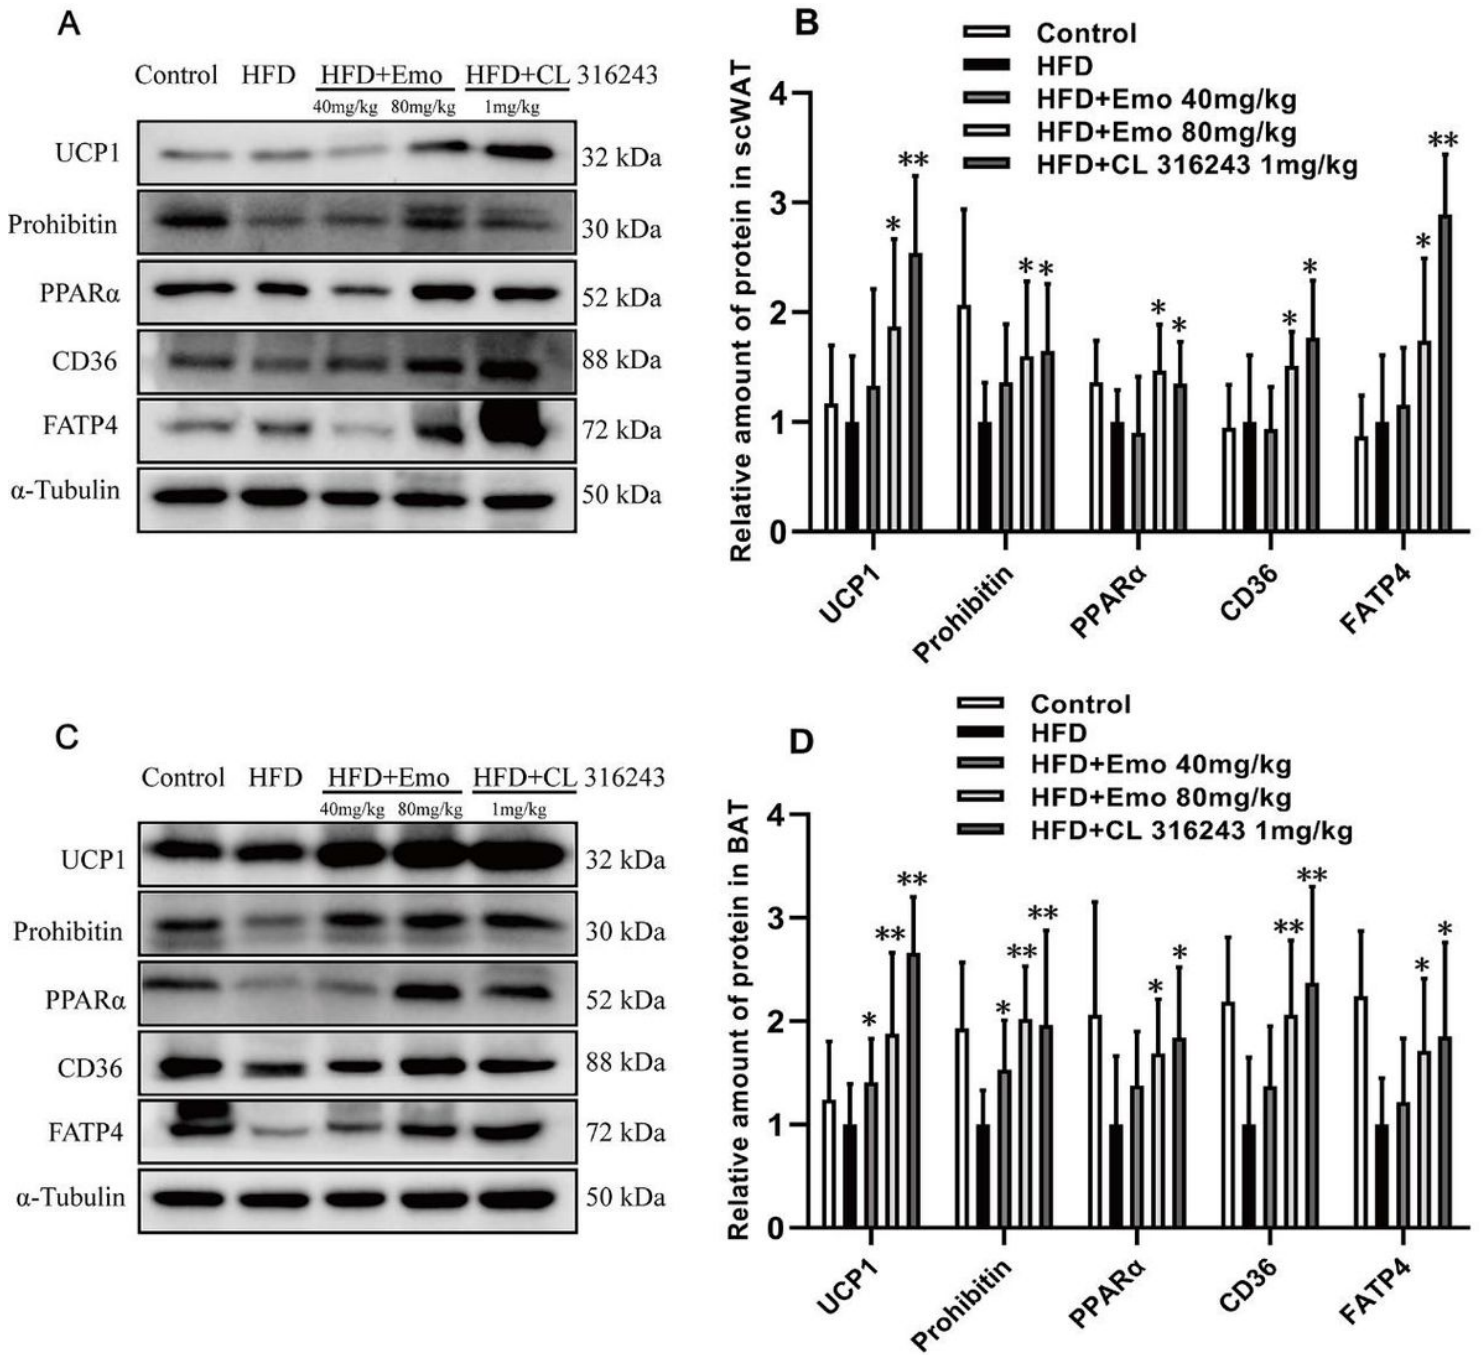 A
Control HFD HFD+Emo HFD+CL 316243
40mg/kg 80mg/kg 1mg/kg
UCP1 32 kDa
Prohibitin 30 kDa
PPARα 52 kDa
CD36 88 kDa
FATP4 72 kDa
α-Tubulin 50 kDa
B
Control
HFD
HFD+Emo 40mg/kg
HFD+Emo 80mg/kg
HFD+CL 316243 1mg/kg
Relative amount of protein in scWAT
4
3
2
1
0
* **
* *
* *
* *
* **
UCP1 Prohibitin PPARα CD36 FATP4
C
Control HFD HFD+Emo HFD+CL 316243
40mg/kg 80mg/kg 1mg/kg
UCP1 32 kDa
Prohibitin 30 kDa
PPARα 52 kDa
CD36 88 kDa
FATP4 72 kDa
α-Tubulin 50 kDa
D
Control
HFD
HFD+Emo 40mg/kg
HFD+Emo 80mg/kg
HFD+CL 316243 1mg/kg
Relative amount of protein in BAT
4
3
2
1
0
* ** **
* ** **
* *
** **
* *
UCP1 Prohibitin PPARα CD36 FATP4